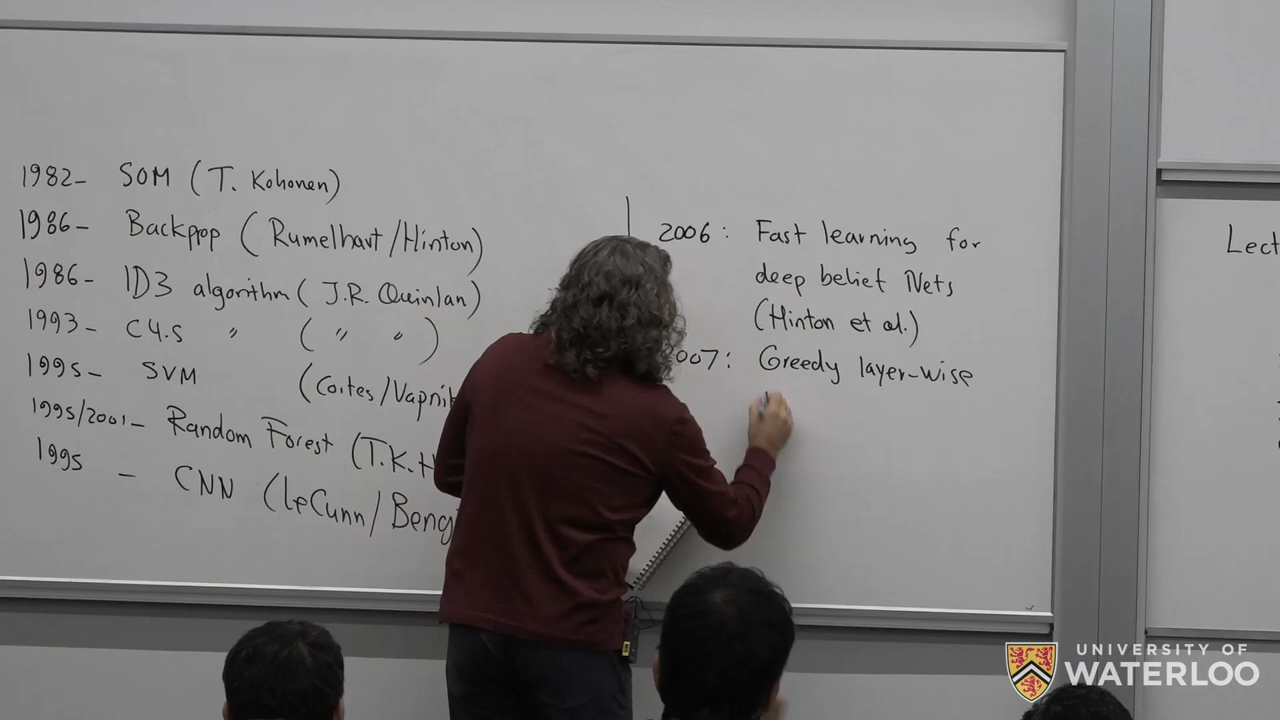 1982- SOM (T. Kohonen)
1986- Backpop (Rumelhart/Hinton)
1986- ID3 algorithm (J.R. Quinlan)
1993- C4.5 " (" ")
1995- SVM (Cortes/Vapnik
1995/2001- Random Forest (T.K.H
1995 - CNN (LeCunn/Beng
2006: Fast learning for
deep belief Nets
(Hinton et al.)
2007: Greedy layer-wise
Lect
UNIVERSITY OF
WATERLOO